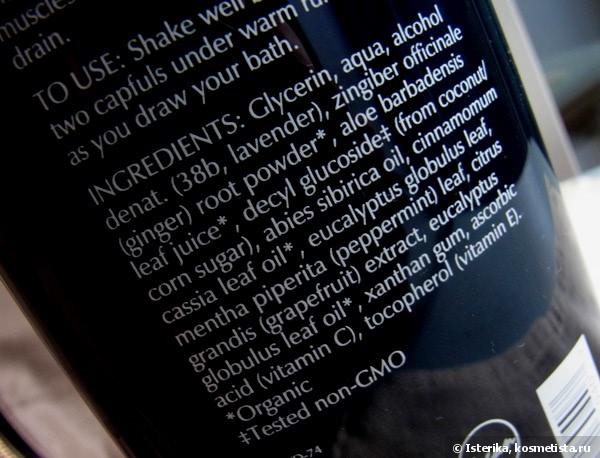 muscles
drain.
TO USE: Shake well b
two capfuls under warm ru
as you draw your bath.
INGREDIENTS: Glycerin, aqua, alcohol
denat. (38b, lavender), zingiber officinale
(ginger) root powder*, aloe barbadensis
leaf juice*, decyl glucoside‡ (from coconut/
corn sugar), abies sibirica oil, cinnamomum
cassia leaf oil*, eucalyptus globulus leaf,
mentha piperita (peppermint) leaf, citrus
grandis (grapefruit) extract, eucalyptus
globulus leaf oil*, xanthan gum, ascorbic
acid (vitamin C), tocopherol (vitamin E).
*Organic
‡Tested non-GMO
-74
© Isterika, kosmetista.ru